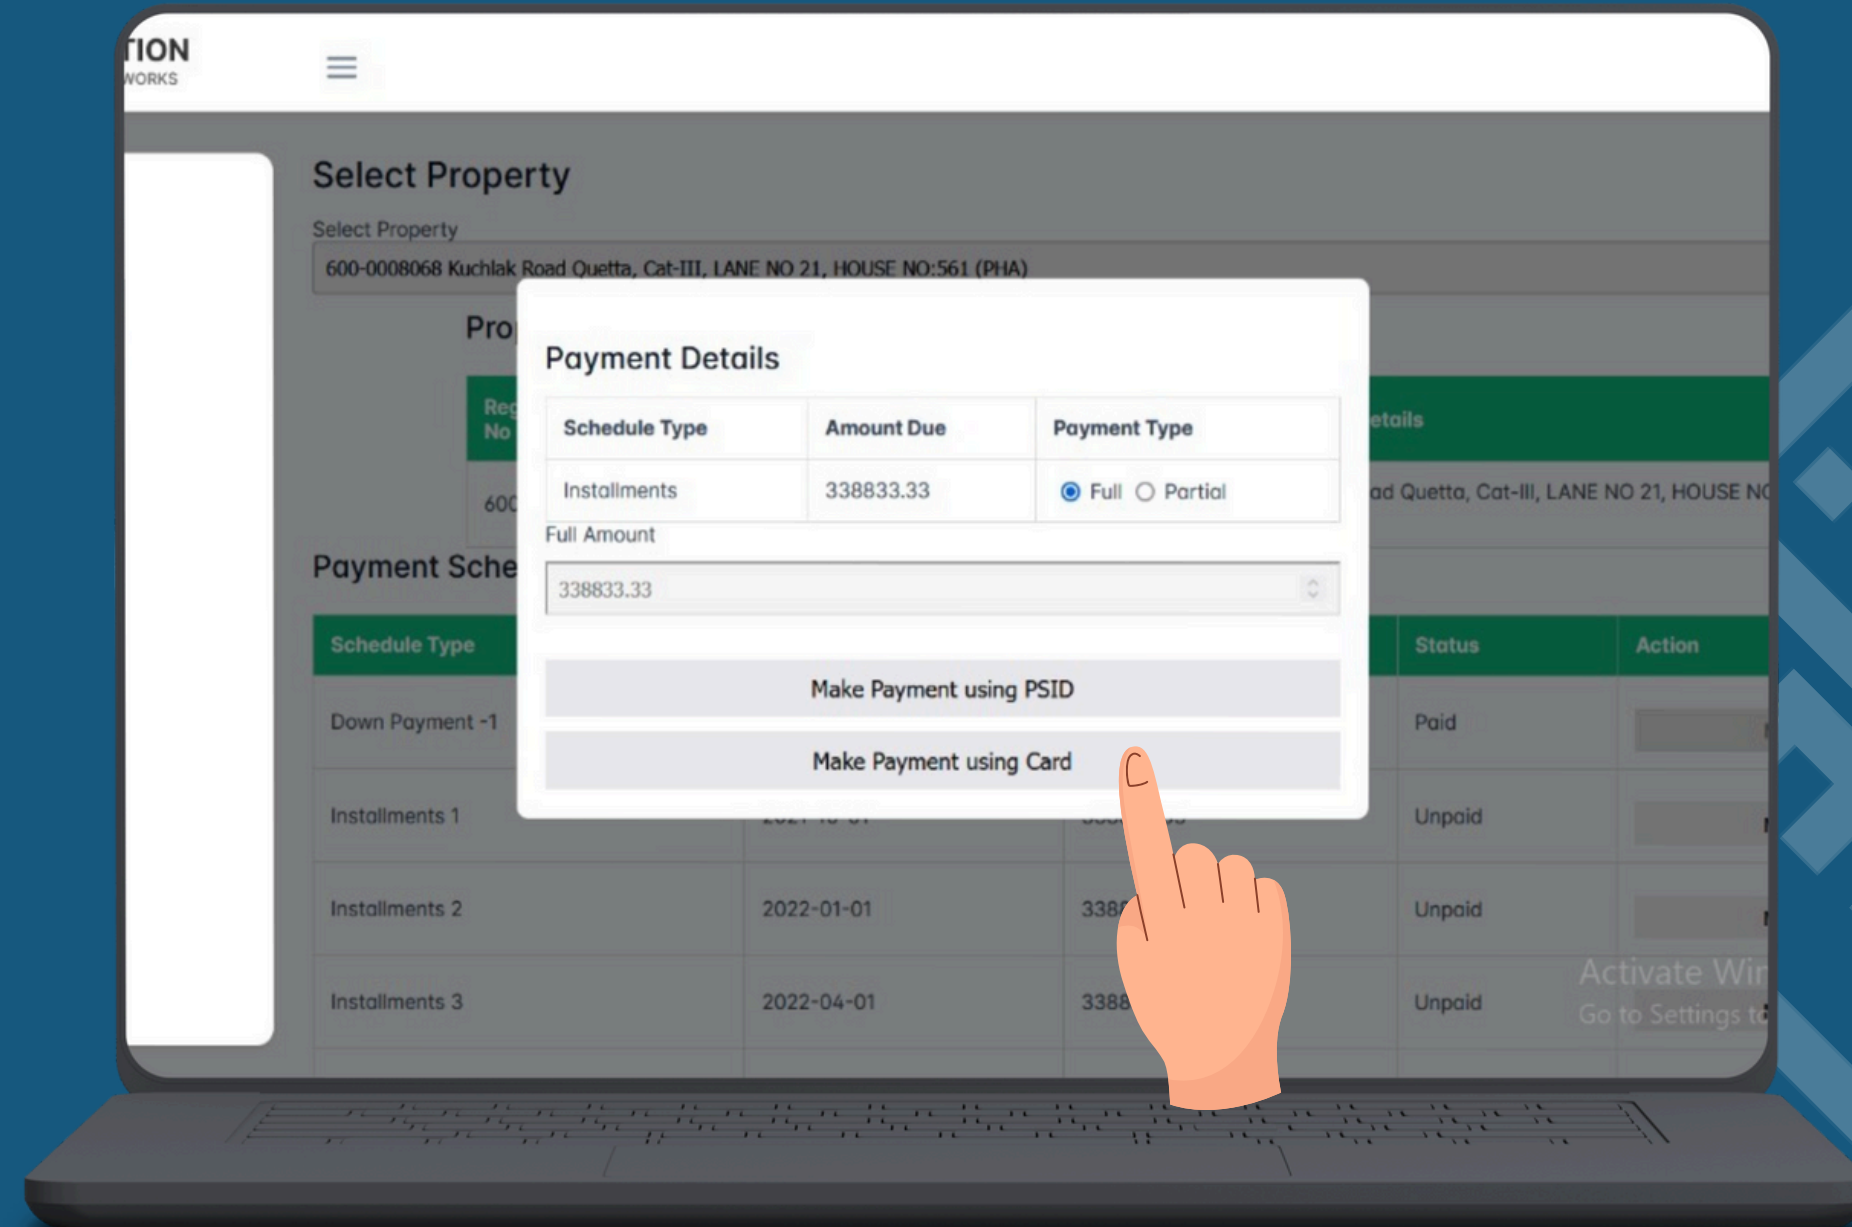 TION
WORKS
Select Property
Select Property
600-0008068 Kuchlak Road Quetta, Cat-III, LANE NO 21, HOUSE NO:561 (PHA)
Payment Details
Schedule Type Amount Due Payment Type
Installments 338833.33 Full Partial
Full Amount
338833.33
Make Payment using PSID
Make Payment using Card
No
etails
600
ad Quetta, Cat-III, LANE NO 21, HOUSE NO
Payment Sche
Schedule Type Status Action
Down Payment -1 Paid
Installments 1 Unpaid
Installments 2 2022-01-01 338 Unpaid
Installments 3 2022-04-01 3388 Unpaid
Activate Win
Go to Settings to